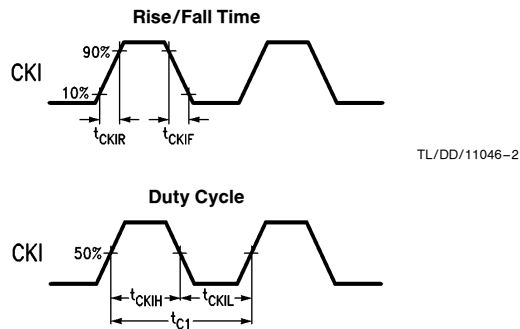 Rise/Fall Time
90%
CKI
10%
tCKIR
tCKIF
TL/DD/11046–2
Duty Cycle
CKI
50%
tCKIH
tCKIL
tC1